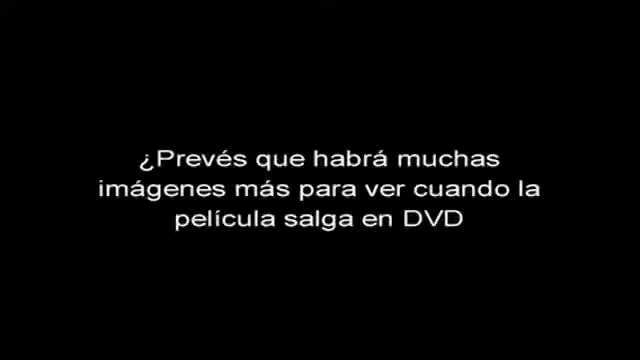 ¿Prevés que habrá muchas
imágenes más para ver cuando la
película salga en DVD